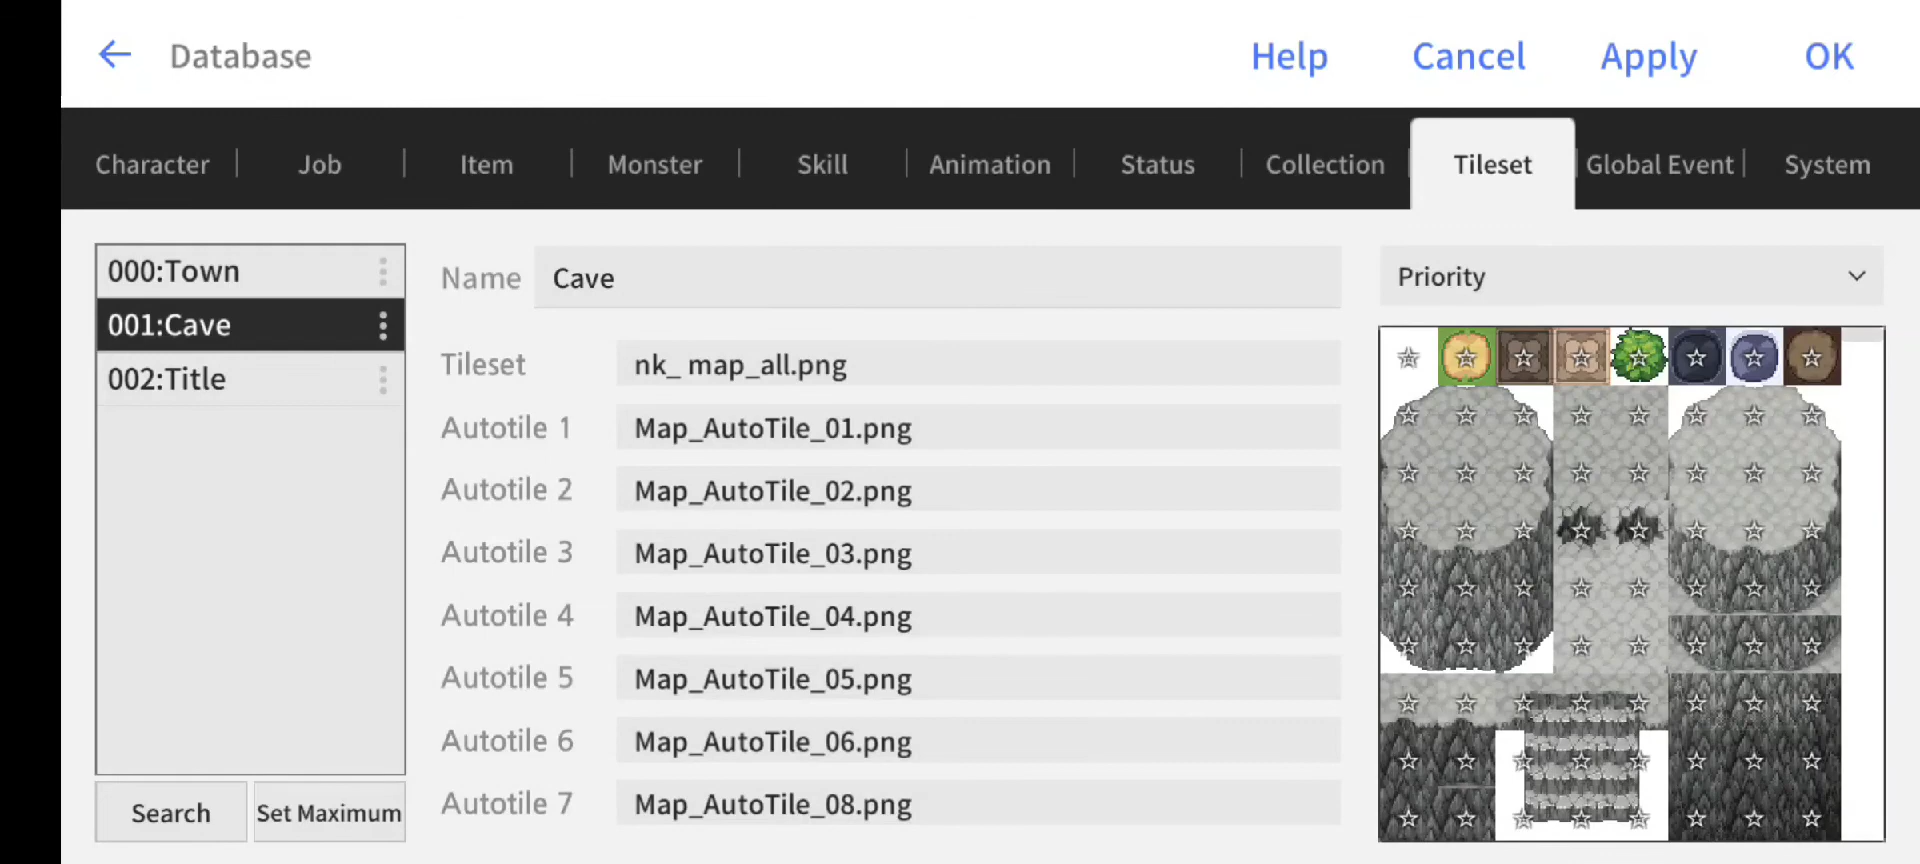 Database
Help
Cancel
Apply
OK
Character
Job
Item
Monster
Skill
Animation
Status
Collection
Tileset
Global Event
System
000:Town
001:Cave
002:Title
Search
Set Maximum
Name
Cave
Tileset
nk_ map_all.png
Autotile 1
Map_AutoTile_01.png
Autotile 2
Map_AutoTile_02.png
Autotile 3
Map_AutoTile_03.png
Autotile 4
Map_AutoTile_04.png
Autotile 5
Map_AutoTile_05.png
Autotile 6
Map_AutoTile_06.png
Autotile 7
Map_AutoTile_08.png
Priority